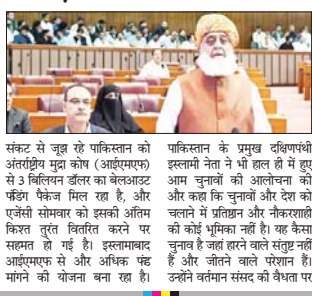 संकट से जूझ रहे पाकिस्तान को
अंतर्राष्ट्रीय मुद्रा कोष (आईएमएफ)
से 3 बिलियन डॉलर का बेलआउट
फंडिंग पैकेज मिल रहा है, और
एजेंसी सोमवार को इसकी अंतिम
किश्त तुरंत वितरित करने पर
सहमत हो गई है। इस्लामाबाद
आईएमएफ से और अधिक फंड
मांगने की योजना बना रहा है।
पाकिस्तान के प्रमुख दक्षिणपंथी
इस्लामी नेता ने भी हाल ही में हुए
आम चुनावों की आलोचना की
और कहा कि चुनावों और देश को
चलाने में प्रतिष्ठान और नौकरशाही
की कोई भूमिका नहीं है। यह कैसा
चुनाव है जहां हारने वाले संतुष्ट नहीं
हैं और जीतने वाले परेशान हैं।
उन्होंने वर्तमान संसद की वैधता पर